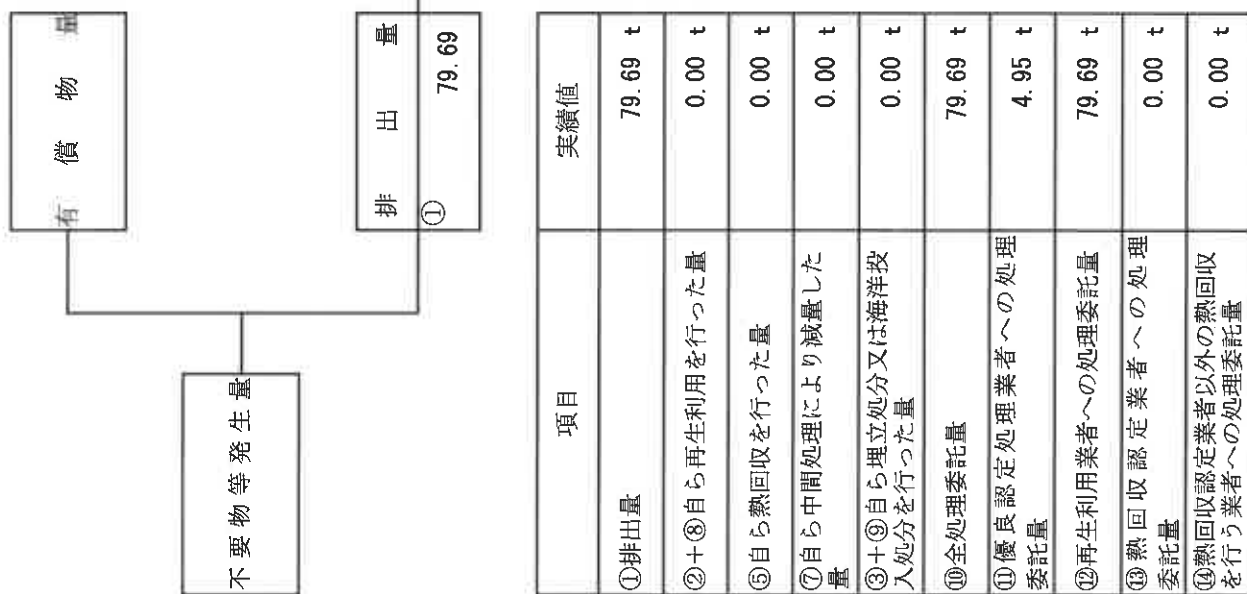 有償物量
不要物等発生量
排出量
①
79.69
項目
実績値
①排出量
79.69 t
②+⑧自ら再生利用を行った量
0.00 t
⑤自ら熱回収を行った量
0.00 t
⑦自ら中間処理により減量した
量
0.00 t
③+⑨自ら埋立処分又は海洋投
入処分を行った量
0.00 t
⑩全処理委託量
79.69 t
⑪優良認定処理業者への処理
委託量
4.95 t
⑫再生利用業者への処理委託量
79.69 t
⑬熱回収認定業者への処理
委託量
0.00 t
⑭熱回収認定業者以外の熱回収
を行う業者への処理委託量
0.00 t